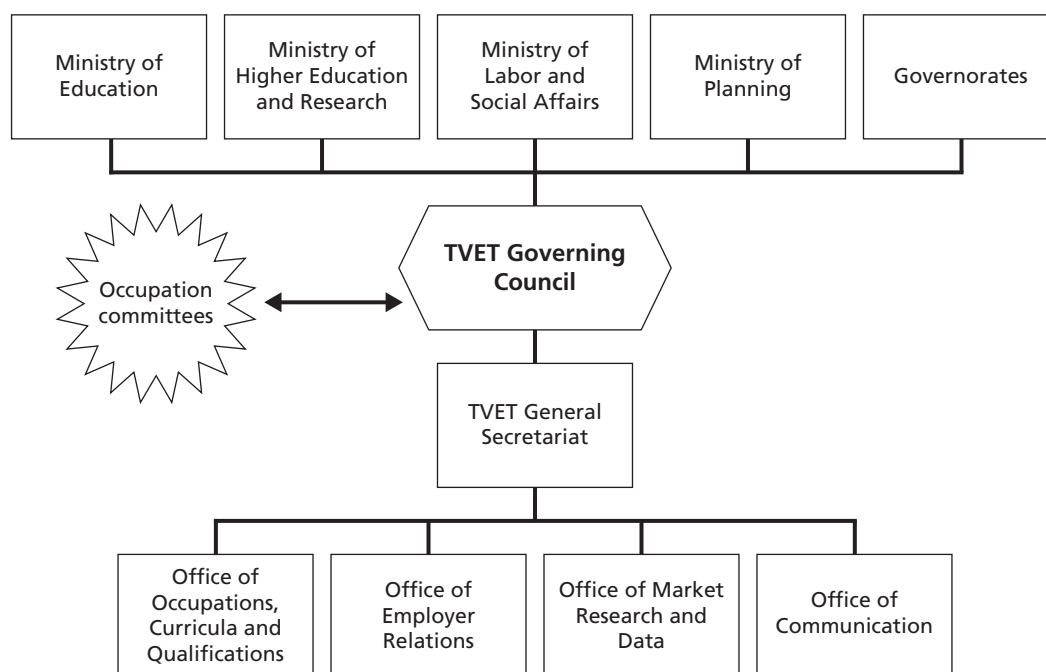 Ministry of
Education
Ministry of
Higher Education
and Research
Ministry of
Labor and
Social Affairs
Ministry of
Planning
Governorates
TVET Governing
Council
Occupation
committees
TVET General
Secretariat
Office of
Occupations,
Curricula and
Qualifications
Office of
Employer
Relations
Office of Market
Research and
Data
Office of
Communication